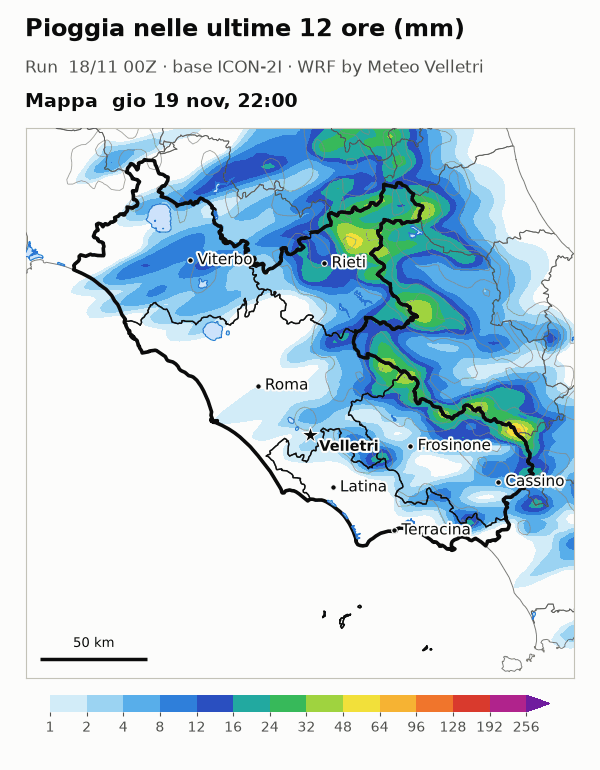 Pioggia nelle ultime 12 ore (mm)
Run 18/11 00Z · base ICON-2I · WRF by Meteo Velletri
Mappa gio 19 nov, 22:00
Viterbo
Rieti
Roma
Velletri
Frosinone
Cassino
Latina
Terracina
50 km
1 2 4 8 12 16 24 32 48 64 96 128 192 256